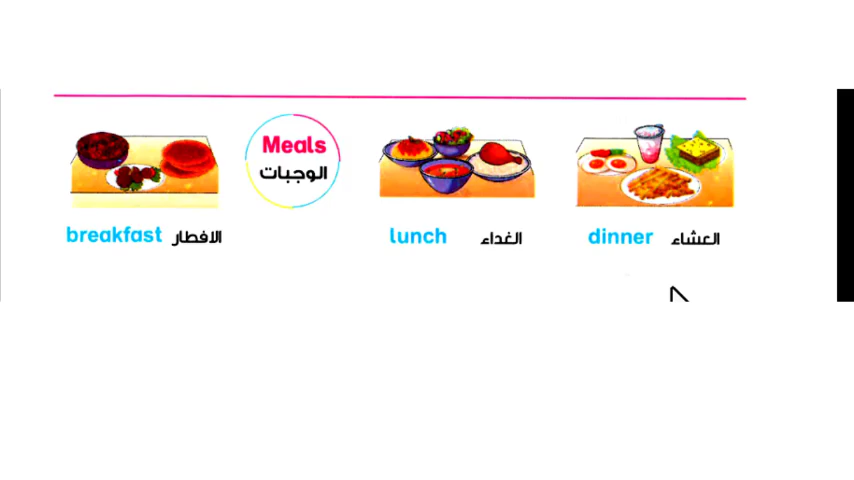 Meals
الوجبات
breakfast الافطار
lunch الغداء
dinner العشاء